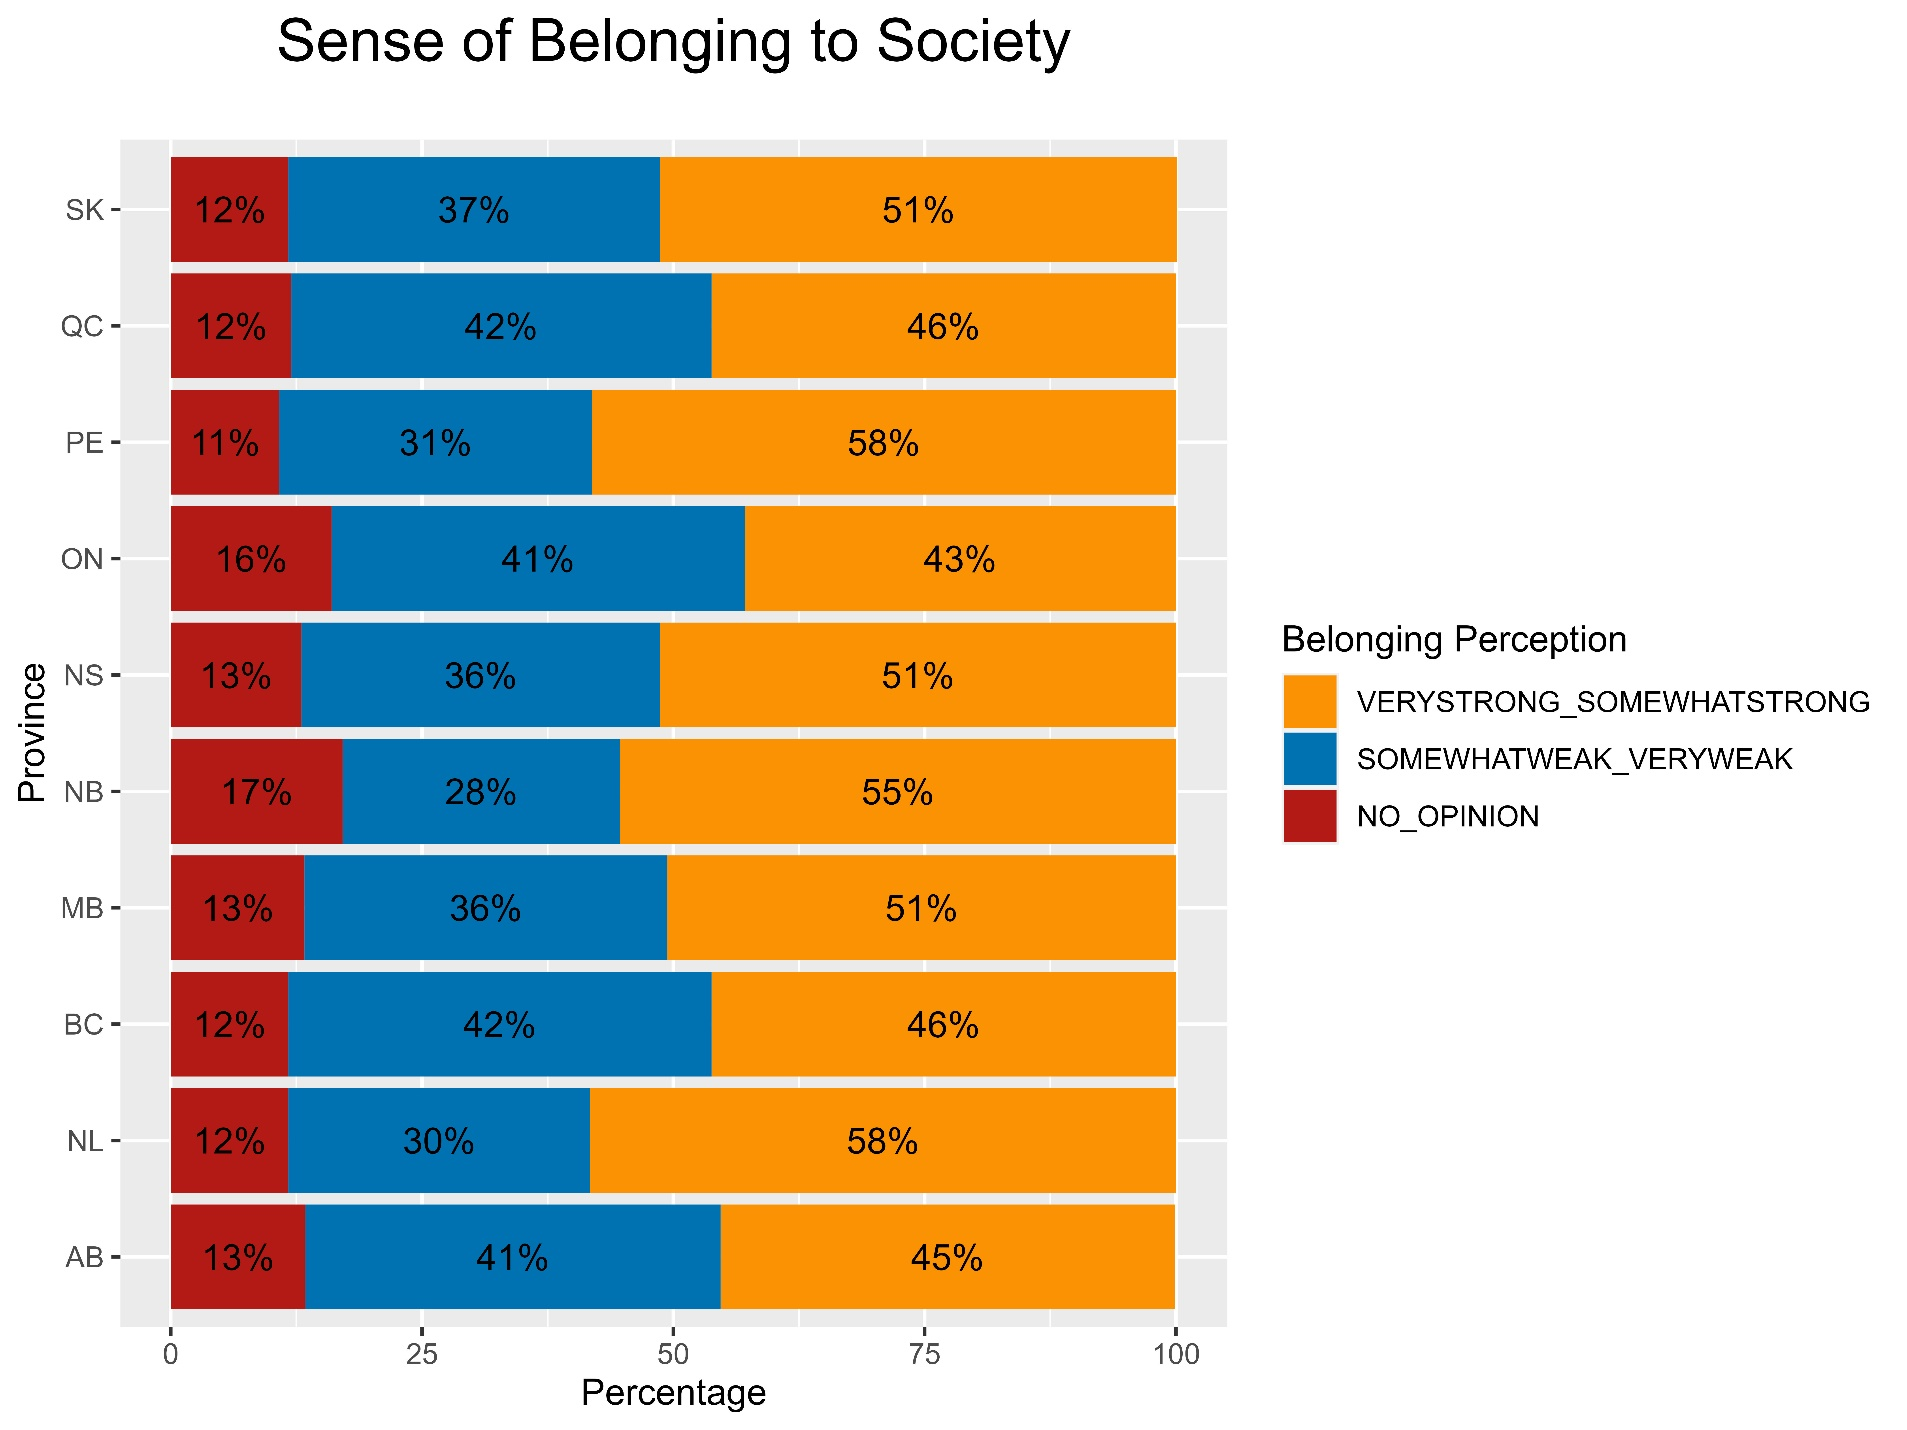 Sense of Belonging to Society
SK 12% 37% 51%
QC 12% 42% 46%
PE 11% 31% 58%
ON 16% 41% 43%
NS 13% 36% 51%
NB 17% 28% 55%
MB 13% 36% 51%
BC 12% 42% 46%
NL 12% 30% 58%
AB 13% 41% 45%
0 25 50 75 100
Percentage
Province
Belonging Perception
VERYSTRONG_SOMEWHATSTRONG
SOMEWHATWEAK_VERYWEAK
NO_OPINION